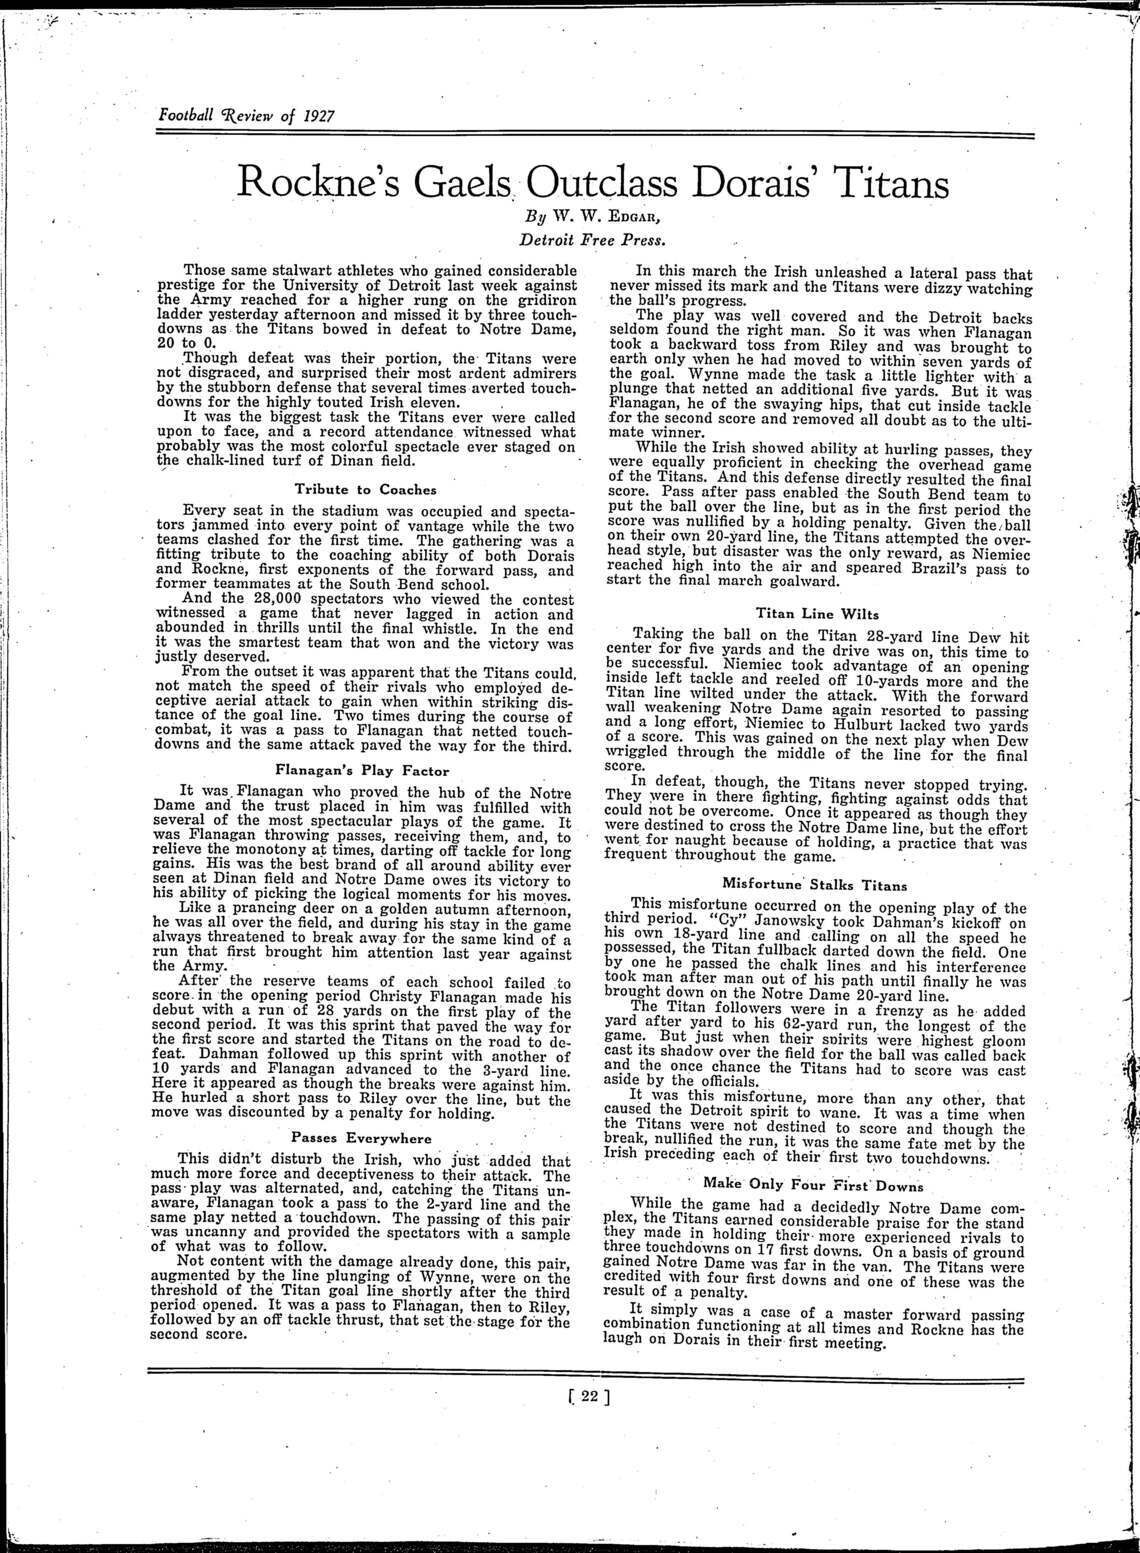 Football Review of 1927
Rockne's Gaels Outclass Dorais' Titans
By W. W. EDGAR,
Detroit Free Press.
Those same stalwart athletes who gained considerable
prestige for the University of Detroit last week against
the Army reached for a higher rung on the gridiron
ladder yesterday afternoon and missed it by three touch-
downs as the Titans bowed in defeat to Notre Dame,
20 to 0.
Though defeat was their portion, the Titans were
not disgraced, and surprised their most ardent admirers
by the stubborn defense that several times averted touch-
downs for the highly touted Irish eleven.
It was the biggest task the Titans ever were called
upon to face, and a record attendance witnessed what
probably was the most colorful spectacle ever staged on
the chalk-lined turf of Dinan field.
Tribute to Coaches
Every seat in the stadium was occupied and specta-
tors jammed into every point of vantage while the two
teams clashed for the first time. The gathering was a
fitting tribute to the coaching ability of both Dorais
and Rockne, first exponents of the forward pass, and
former teammates at the South Bend school.
And the 28,000 spectators who viewed the contest
witnessed a game that never lagged in action and
abounded in thrills until the final whistle. In the end
it was the smartest team that won and the victory was
justly deserved.
From the outset it was apparent that the Titans could
not match the speed of their rivals who employed de-
ceptive aerial attack to gain when within striking dis-
tance of the goal line. Two times during the course of
combat, it was a pass to Flanagan that netted touch-
downs and the same attack paved the way for the third.
Flanagan's Play Factor
It was Flanagan who proved the hub of the Notre
Dame and the trust placed in him was fulfilled with
several of the most spectacular plays of the game. It
was Flanagan throwing passes, receiving them, and, to
relieve the monotony at times, darting off tackle for long
gains. His was the best brand of all around ability ever
seen at Dinan field and Notre Dame owes its victory to
his ability of picking the logical moments for his moves.
Like a prancing deer on a golden autumn afternoon,
he was all over the field, and during his stay in the game
always threatened to break away for the same kind of a
run that first brought him attention last year against
the Army.
After the reserve teams of each school failed to
score in the opening period Christy Flanagan made his
debut with a run of 28 yards on the first play of the
second period. It was this sprint that paved the way for
the first score and started the Titans on the road to de-
feat. Dahman followed up this sprint with another of
10 yards and Flanagan advanced to the 3-yard line.
Here it appeared as though the breaks were against him.
He hurled a short pass to Riley over the line, but the
move was discounted by a penalty for holding.
Passes Everywhere
This didn't disturb the Irish, who just added that
much more force and deceptiveness to their attack. The
pass play was alternated, and, catching the Titans un-
aware, Flanagan took a pass to the 2-yard line and the
same play netted a touchdown. The passing of this pair
was uncanny and provided the spectators with a sample
of what was to follow.
Not content with the damage already done, this pair,
augmented by the line plunging of Wynne, were on the
threshold of the Titan goal line shortly after the third
period opened. It was a pass to Flanagan, then to Riley,
followed by an off tackle thrust, that set the stage for the
second score.
In this march the Irish unleashed a lateral pass that
never missed its mark and the Titans were dizzy watching
the ball's progress.
The play was well covered and the Detroit backs
seldom found the right man. So it was when Flanagan
took a backward toss from Riley and was brought to
earth only when he had moved to within seven yards of
the goal. Wynne made the task a little lighter with a
plunge that netted an additional five yards. But it was
Flanagan, he of the swaying hips, that cut inside tackle
for the second score and removed all doubt as to the ulti-
mate winner.
While the Irish showed ability at hurling passes, they
were equally proficient in checking the overhead game
of the Titans. And this defense directly resulted the final
score. Pass after pass enabled the South Bend team to
put the ball over the line, but as in the first period the
score was nullified by a holding penalty. Given the ball
on their own 20-yard line, the Titans attempted the over-
head style, but disaster was the only reward, as Niemiec
reached high into the air and speared Brazil's pass to
start the final march goalward.
Titan Line Wilts
Taking the ball on the Titan 28-yard line Dew hit
center for five yards and the drive was on, this time to
be successful. Niemiec took advantage of an opening
inside left tackle and reeled off 10-yards more and the
Titan line wilted under the attack. With the forward
wall weakening Notre Dame again resorted to passing
and a long effort, Niemiec to Hulburt lacked two yards
of a score. This was gained on the next play when Dew
wriggled through the middle of the line for the final
score.
In defeat, though, the Titans never stopped trying.
They were in there fighting, fighting against odds that
could not be overcome. Once it appeared as though they
were destined to cross the Notre Dame line, but the effort
went for naught because of holding, a practice that was
frequent throughout the game.
Misfortune Stalks Titans
This misfortune occurred on the opening play of the
third period. "Cy" Janowsky took Dahman's kickoff on
his own 18-yard line and calling on all the speed he
possessed, the Titan fullback darted down the field. One
by one he passed the chalk lines and his interference
took man after man out of his path until finally he was
brought down on the Notre Dame 20-yard line.
The Titan followers were in a frenzy as he added
yard after yard to his 62-yard run, the longest of the
game. But just when their spirits were highest gloom
cast its shadow over the field for the ball was called back
and the once chance the Titans had to score was cast
aside by the officials.
It was this misfortune, more than any other, that
caused the Detroit spirit to wane. It was a time when
the Titans were not destined to score and though the
break, nullified the run, it was the same fate met by the
Irish preceding each of their first two touchdowns.
Make Only Four First Downs
While the game had a decidedly Notre Dame com-
plex, the Titans earned considerable praise for the stand
they made in holding their more experienced rivals to
three touchdowns on 17 first downs. On a basis of ground
gained Notre Dame was far in the van. The Titans were
credited with four first downs and one of these was the
result of a penalty.
It simply was a case of a master forward passing
combination functioning at all times and Rockne has the
laugh on Dorais in their first meeting.
[ 22 ]